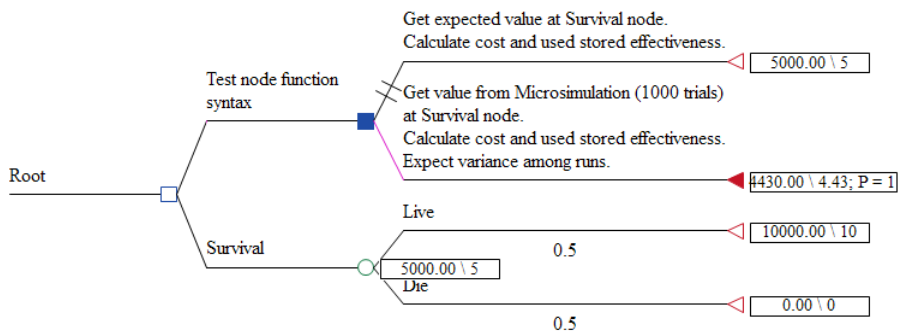 Get expected value at Survival node.
Calculate cost and used stored effectiveness.
5000.00 \ 5
Test node function
syntax
Get value from Microsimulation (1000 trials)
at Survival node.
Calculate cost and used stored effectiveness.
Expect variance among runs.
4430.00 \ 4.43; P = 1
Root
Live
10000.00 \ 10
0.5
Survival
5000.00 \ 5
Die
0.00 \ 0
0.5